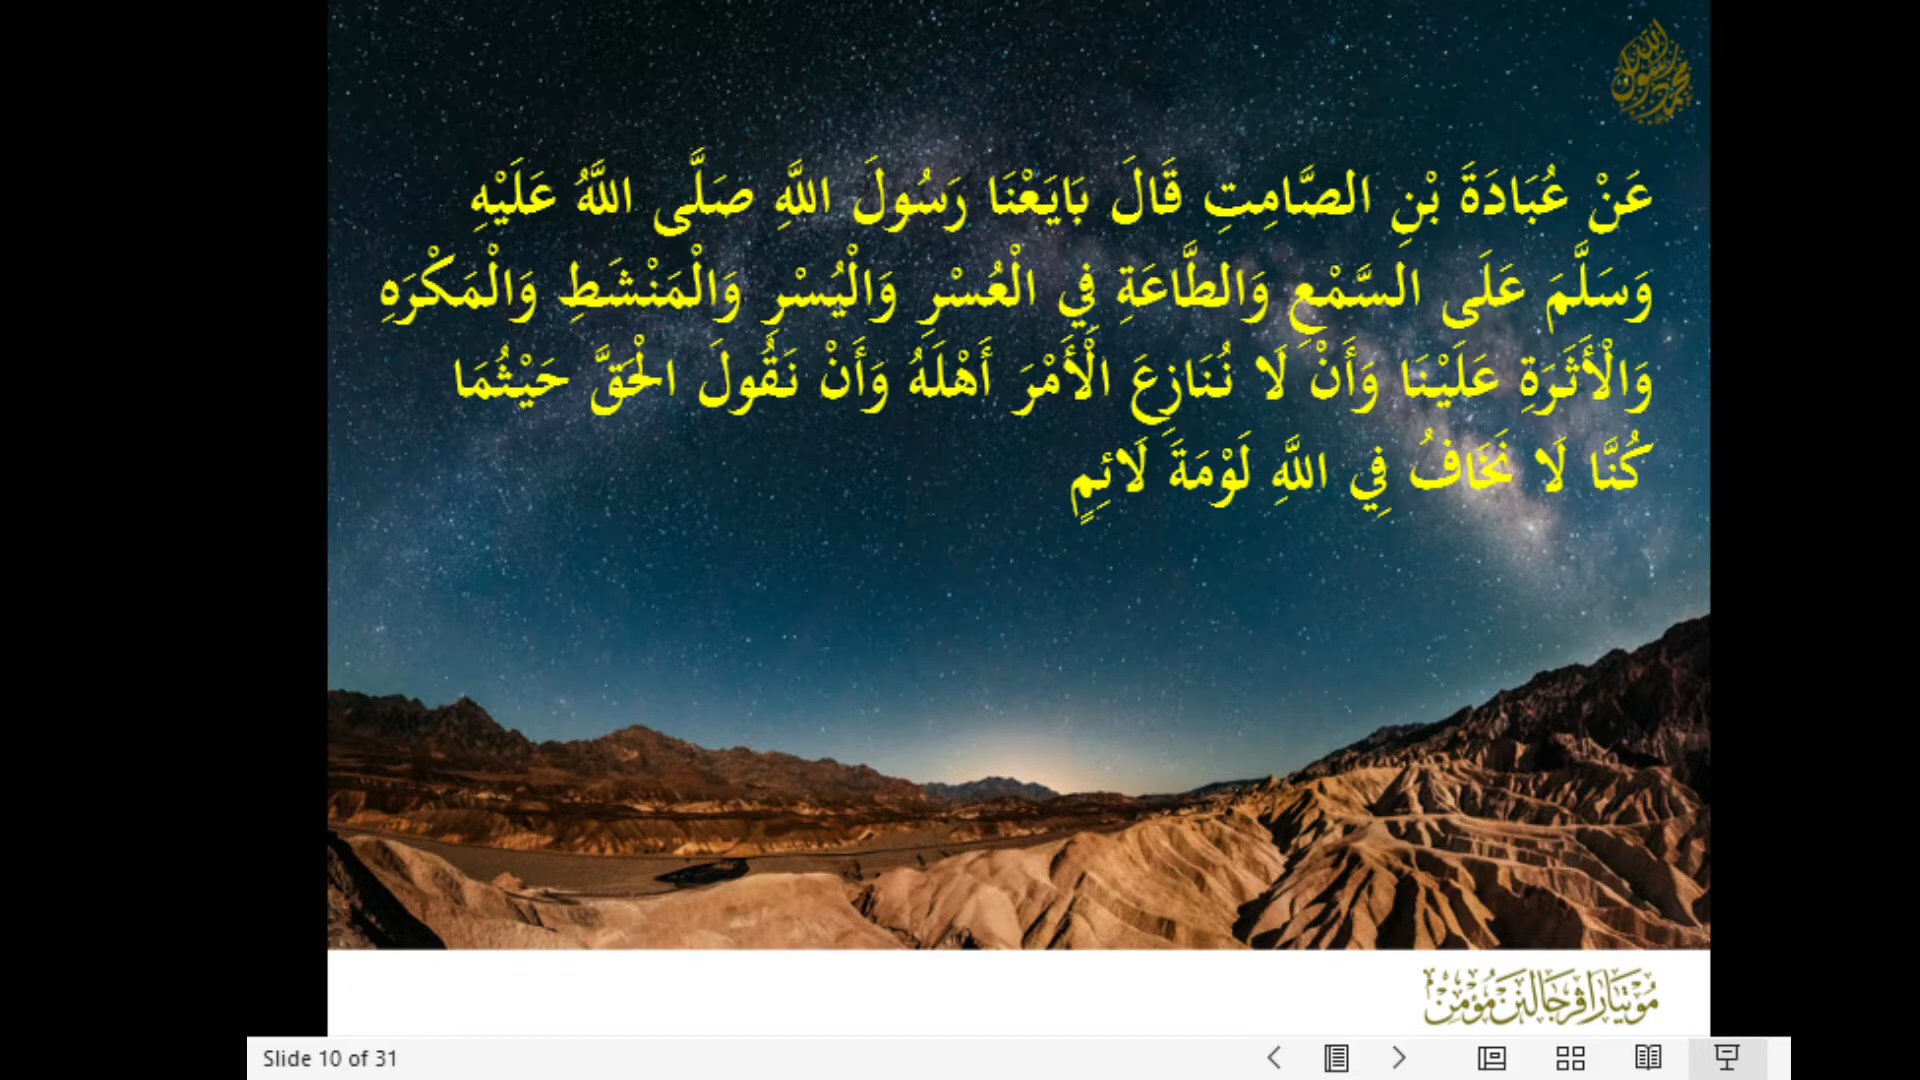 عَنْ عُبَادَةَ بْنِ الصَّامِتِ قَالَ بَايَعْنَا رَسُولَ اللَّهِ صَلَّى اللَّهُ عَلَيْهِ
وَسَلَّمَ عَلَى السَّمْعِ وَالطَّاعَةِ فِي الْعُسْرِ وَالْيُسْرِ وَالْمَنْشَطِ وَالْمَكْرَهِ
وَالْأَثَرَةِ عَلَيْنَا وَأَنْ لَا نُنَازِعَ الْأَمْرَ أَهْلَهُ وَأَنْ نَقُولَ الْحَقَّ حَيْثُمَا
كُنَّا لَا نَخَافُ فِي اللَّهِ لَوْمَةَ لَائِمٍ
Slide 10 of 31